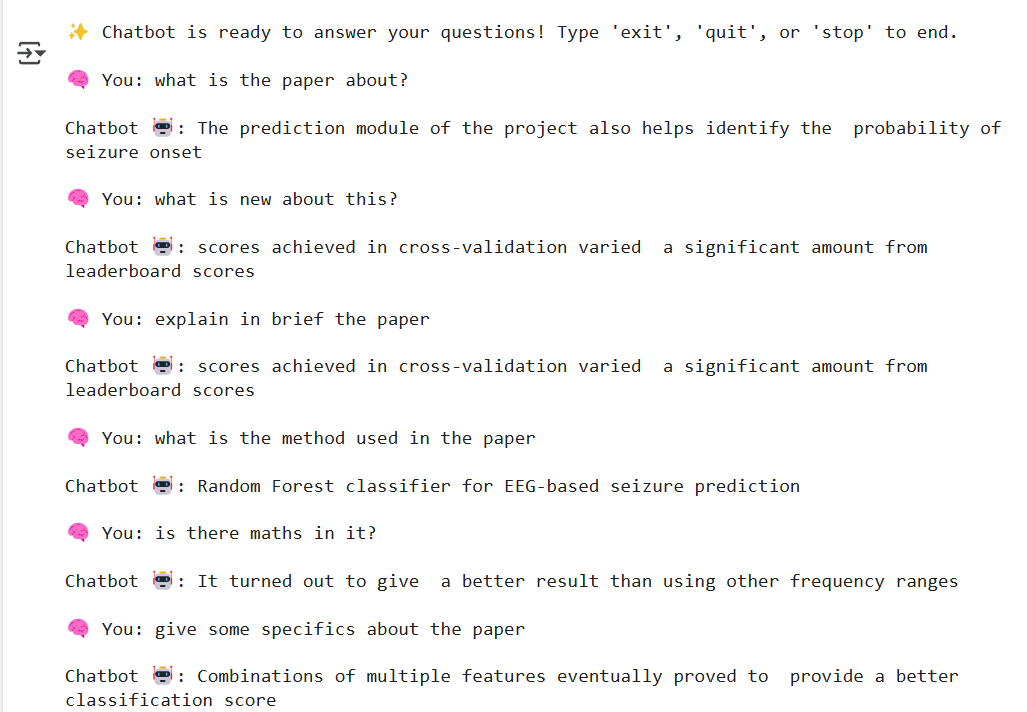 ✨ Chatbot is ready to answer your questions! Type 'exit', 'quit', or 'stop' to end.
🧠 You: what is the paper about?
Chatbot 🤖: The prediction module of the project also helps identify the  probability of
seizure onset
🧠 You: what is new about this?
Chatbot 🤖: scores achieved in cross-validation varied  a significant amount from
leaderboard scores
🧠 You: explain in brief the paper
Chatbot 🤖: scores achieved in cross-validation varied  a significant amount from
leaderboard scores
🧠 You: what is the method used in the paper
Chatbot 🤖: Random Forest classifier for EEG-based seizure prediction
🧠 You: is there maths in it?
Chatbot 🤖: It turned out to give  a better result than using other frequency ranges
🧠 You: give some specifics about the paper
Chatbot 🤖: Combinations of multiple features eventually proved to  provide a better
classification score